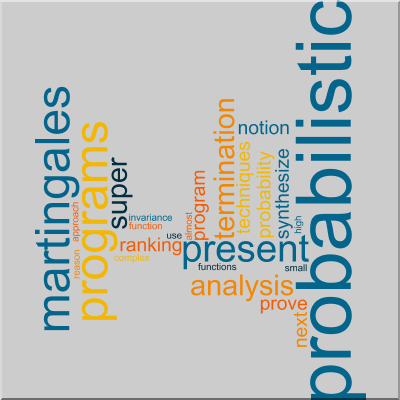 probabilistic
martingales
programs
super
termination
techniques
probability
notion
synthesize
program
almost
high
approach
reason
invariance
function
use
ranking
complex
present
functions
small
analysis
prove
next